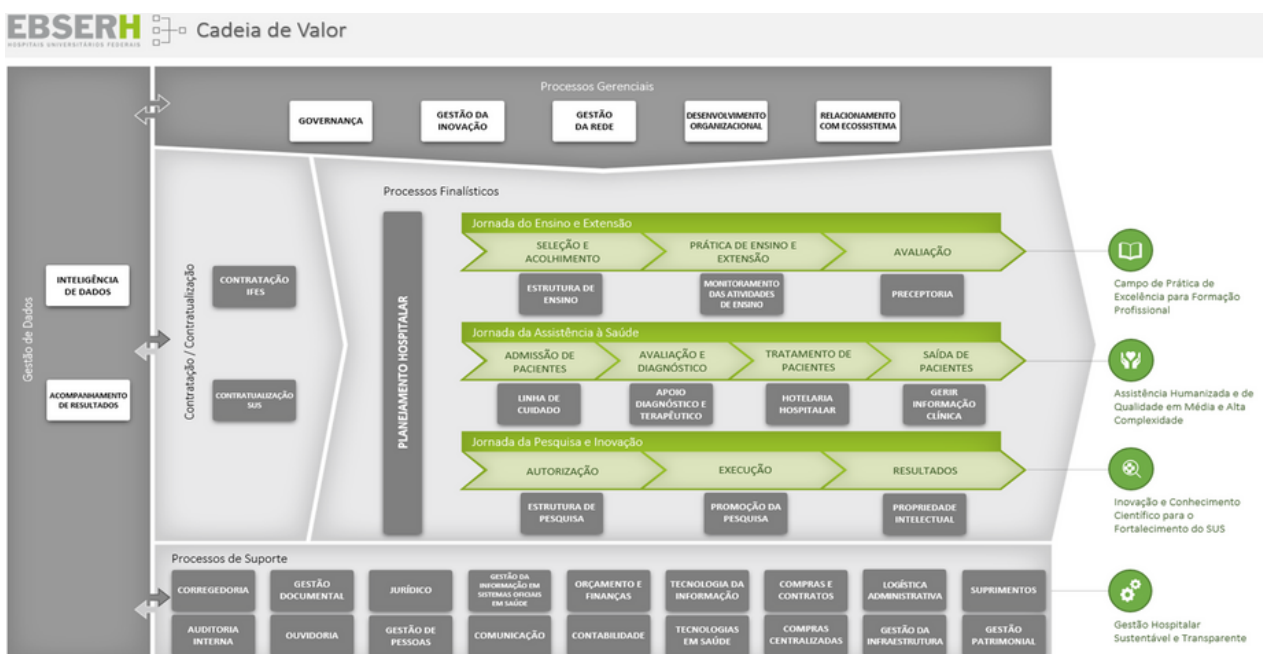 EBSERH
HOSPITAIS UNIVERSITÁRIOS FEDERAIS
Cadeia de Valor
Gestão de Dados
INTELIGÊNCIA
DE DADOS
ACOMPANHAMENTO
DE RESULTADOS
Processos Gerenciais
GOVERNANÇA
GESTÃO DA
INOVAÇÃO
GESTÃO
DA REDE
DESENVOLVIMENTO
ORGANIZACIONAL
RELACIONAMENTO
COM ECOSSISTEMA
Contratação / Contratualização
CONTRATAÇÃO
IFES
CONTRATUALIZAÇÃO
SUS
Processos Finalísticos
PLANEJAMENTO HOSPITALAR
Jornada do Ensino e Extensão
SELEÇÃO E
ACOLHIMENTO
PRÁTICA DE ENSINO E
EXTENSÃO
AVALIAÇÃO
ESTRUTURA DE
ENSINO
MONITORAMENTO
DAS ATIVIDADES
DE ENSINO
PRECEPTORIA
Jornada da Assistência à Saúde
ADMISSÃO DE
PACIENTES
AVALIAÇÃO E
DIAGNÓSTICO
TRATAMENTO DE
PACIENTES
SAÍDA DE
PACIENTES
LINHA DE
CUIDADO
APOIO
DIAGNÓSTICO E
TERAPÊUTICO
HOTELARIA
HOSPITALAR
GERIR
INFORMAÇÃO
CLÍNICA
Jornada da Pesquisa e Inovação
AUTORIZAÇÃO
EXECUÇÃO
RESULTADOS
ESTRUTURA DE
PESQUISA
PROMOÇÃO DA
PESQUISA
PROPRIEDADE
INTELECTUAL
Campo de Prática de
Excelência para Formação
Profissional
Assistência Humanizada e de
Qualidade em Média e Alta
Complexidade
Inovação e Conhecimento
Científico para o
Fortalecimento do SUS
Gestão Hospitalar
Sustentável e Transparente
Processos de Suporte
CORREGEDORIA
GESTÃO
DOCUMENTAL
JURÍDICO
GESTÃO DA
INFORMAÇÃO EM
SISTEMAS OFICIAIS
EM SAÚDE
ORÇAMENTO E
FINANÇAS
TECNOLOGIA DA
INFORMAÇÃO
COMPRAS E
CONTRATOS
LOGÍSTICA
ADMINISTRATIVA
SUPRIMENTOS
AUDITORIA
INTERNA
OUVIDORIA
GESTÃO DE
PESSOAS
COMUNICAÇÃO
CONTABILIDADE
TECNOLOGIAS
EM SAÚDE
COMPRAS
CENTRALIZADAS
GESTÃO DA
INFRAESTRUTURA
GESTÃO
PATRIMONIAL